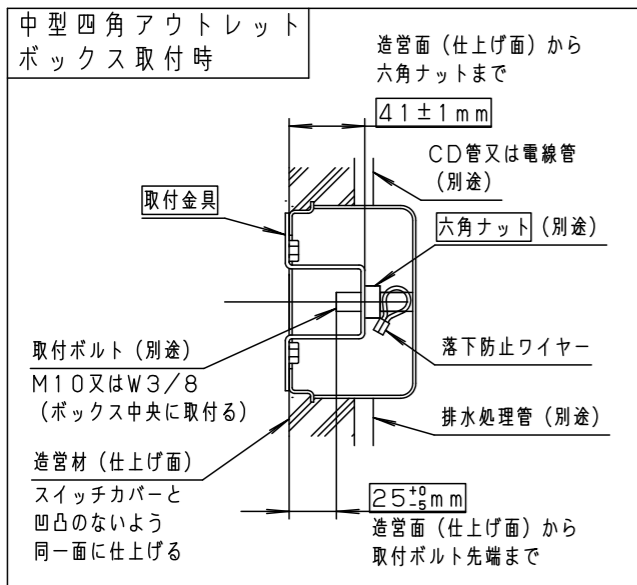 中型四角アウトレット
ボックス取付時
造営面（仕上げ面）から
六角ナットまで
41±1mm
CD管又は電線管
（別途）
取付金具
六角ナット（別途）
取付ボルト（別途）
M10又はW3/8
（ボックス中央に取付る）
落下防止ワイヤー
排水処理管（別途）
造営材（仕上げ面）
スイッチカバーと
凹凸のないよう
同一面に仕上げる
25+0-5mm
造営面（仕上げ面）から
取付ボルト先端まで